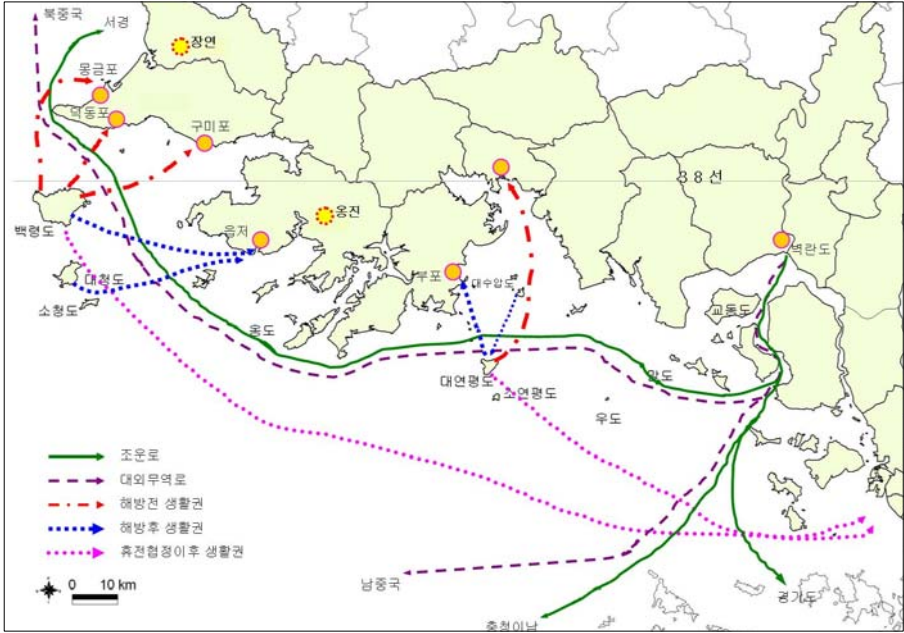 북중국
서경
장연
몽금포
덕동포
구미포
38선
백령도
옹진
읍저
벽란도
대청도
부포
대수압도
소청도
교동도
옹도
대연평도
소연평도
말도
우도
조운로
대외무역로
해방전 생활권
해방후 생활권
휴전협정이후 생활권
0 10 km
남중국
경기도
충청이남